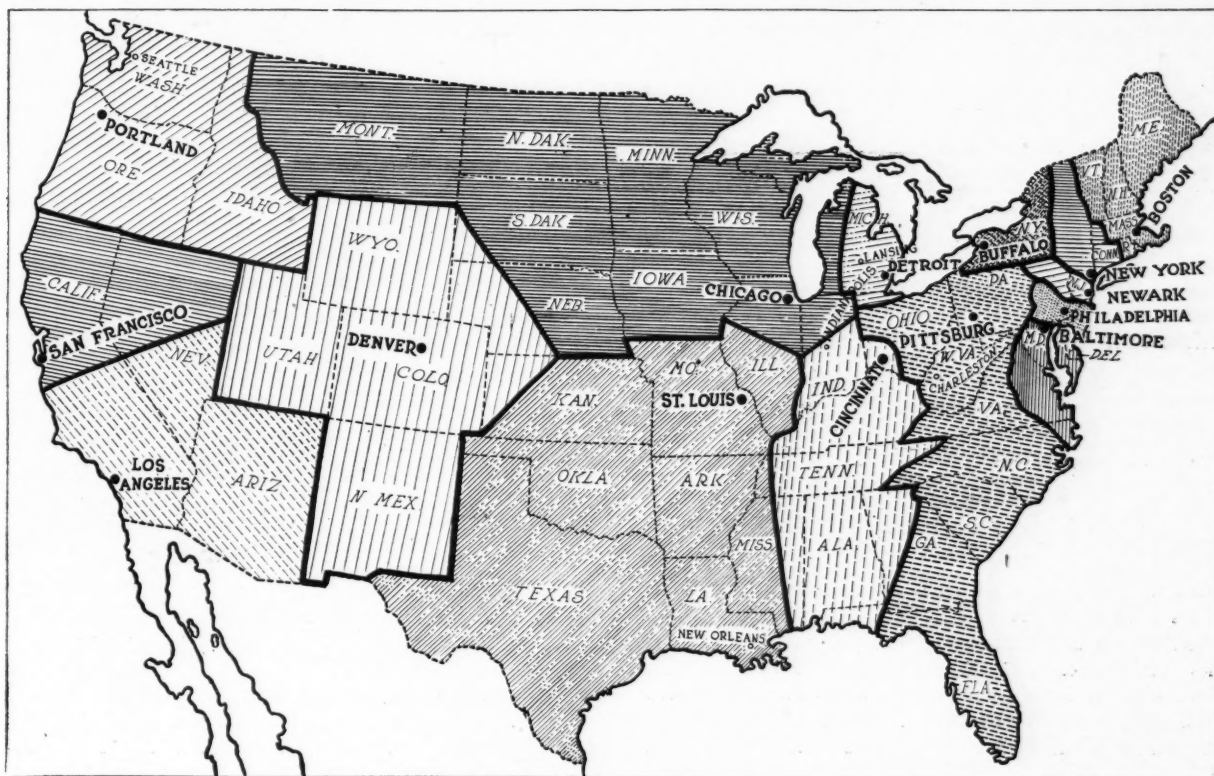 SEATTLE
WASH
PORTLAND
ORE
IDAHO
MONT.
N. DAK
MINN.
S. DAK
WIS.
WYO.
NEB.
IOWA
CHICAGO
MICH.
LANSING
DETROIT
ME.
VT.
MASS.
BOSTON
CONN.
N.Y.
BUFFALO
NEW YORK
N.J.
NEWARK
PHILADELPHIA
BALTIMORE
M.D.
DEL
PA.
OHIO
PITTSBURG
W.VA.
CHARLESTON
VA.
CALIF.
SAN FRANCISCO
NEV.
UTAH
DENVER
COLO.
KAN.
MO.
ILL.
ST. LOUIS
INDIANAPOLIS
IND.
CINCINNATI
LOS
ANGELES
ARIZ
N MEX
OKLA
ARK
TENN
N.C.
S.C.
GA.
ALA
MISS.
TEXAS
LA
NEW ORLEANS
FLA